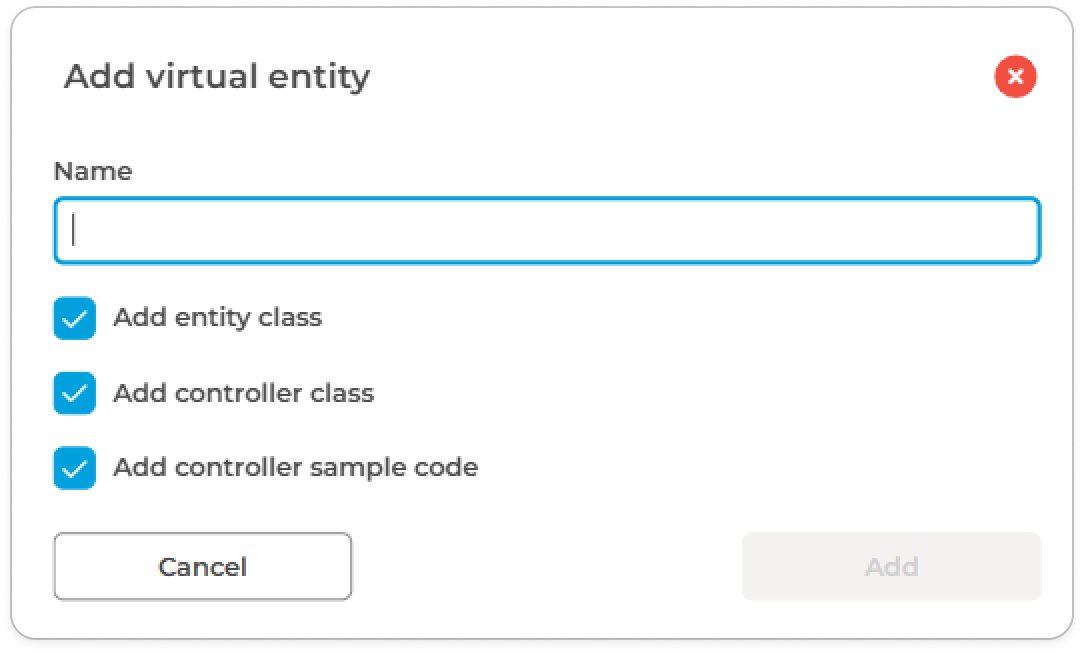 Add virtual entity
Name
Add entity class
Add controller class
Add controller sample code
Cancel
Add